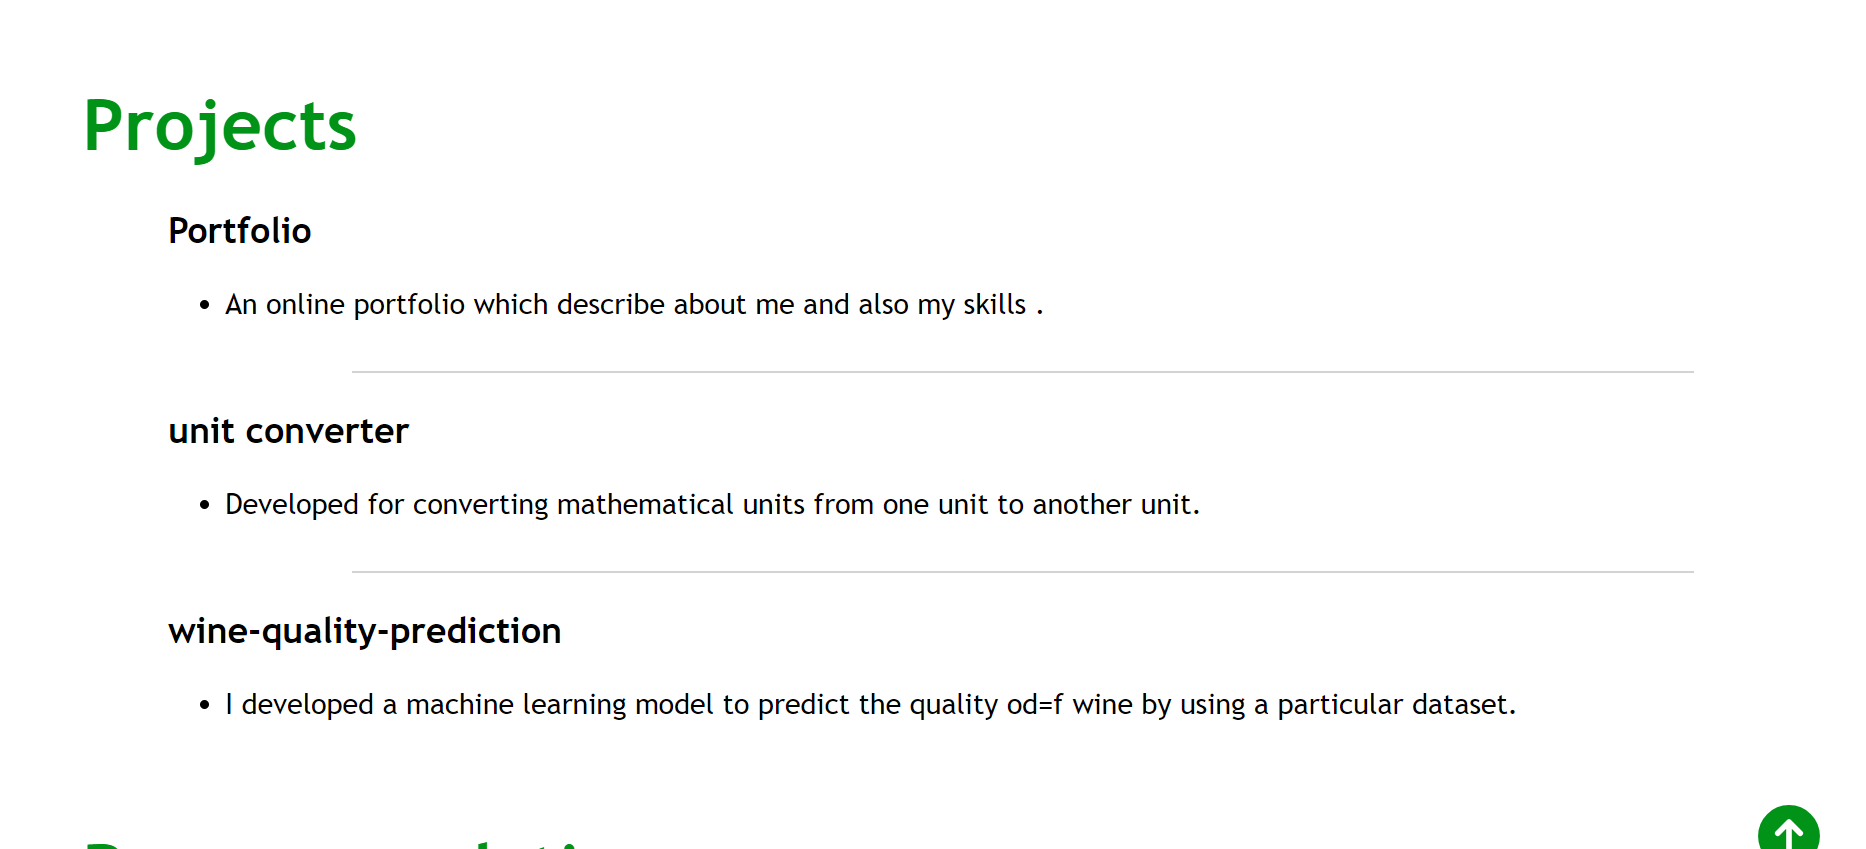 Projects
Portfolio
An online portfolio which describe about me and also my skills .
unit converter
Developed for converting mathematical units from one unit to another unit.
wine-quality-prediction
I developed a machine learning model to predict the quality od=f wine by using a particular dataset.